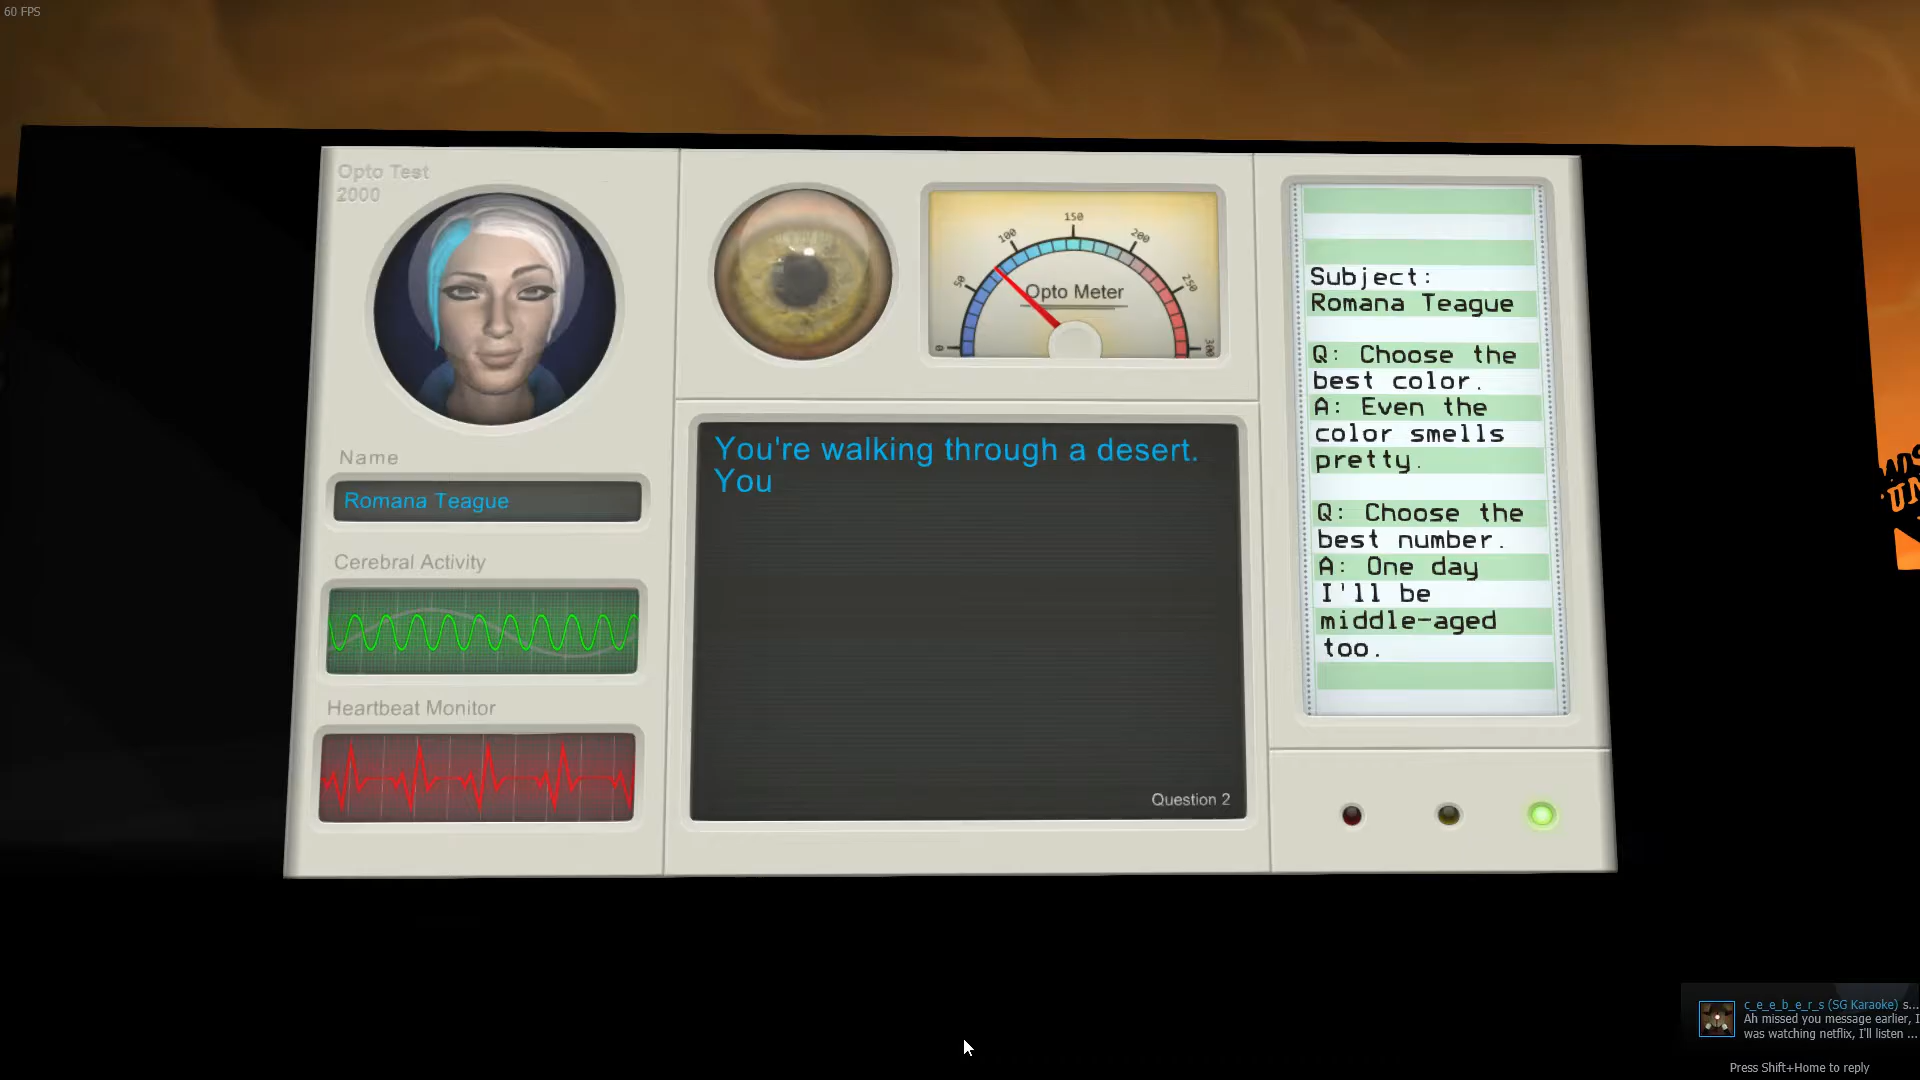 60 FPS
Opto Test
2000
Name
Romana Teague
Cerebral Activity
Heartbeat Monitor
0
50
100
150
200
250
300
Opto Meter
You're walking through a desert.
You
Question 2
Subject:
Romana Teague
Q: Choose the
best color.
A: Even the
color smells
pretty.
Q: Choose the
best number.
A: One day
I'll be
middle-aged
too.
c_e_e_b_e_r_s (SG Karaoke) s...
Ah missed you message earlier, I
was watching netflix, I'll listen ...
Press Shift+Home to reply